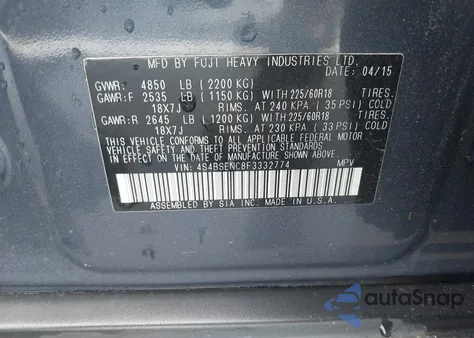 MFD BY FUJI HEAVY INDUSTRIES LTD.
DATE: 04/15
GVWR: 4850 LB (2200 KG)
GAWR:F 2535 LB (1150 KG) WITH 225/60R18
18X7J RIMS. AT 240 KPA (35 PSI) COLD
GAWR:R 2645 LB (1200 KG) WITH 225/60R18
18X7J RIMS. AT 230 KPA (33 PSI) COLD
THIS VEHICLE CONFORMS TO ALL APPLICABLE
U.S. FEDERAL MOTOR VEHICLE SAFETY
AND THEFT PREVENTION STANDARDS
IN EFFECT ON THE DATE OF
MANUFACTURE SHOWN ABOVE.
VIN: 4S4BSENC8F3332774 MPV
ASSEMBLED BY SIA INC. MADE IN U.S.A.
autoSnap
by carfast